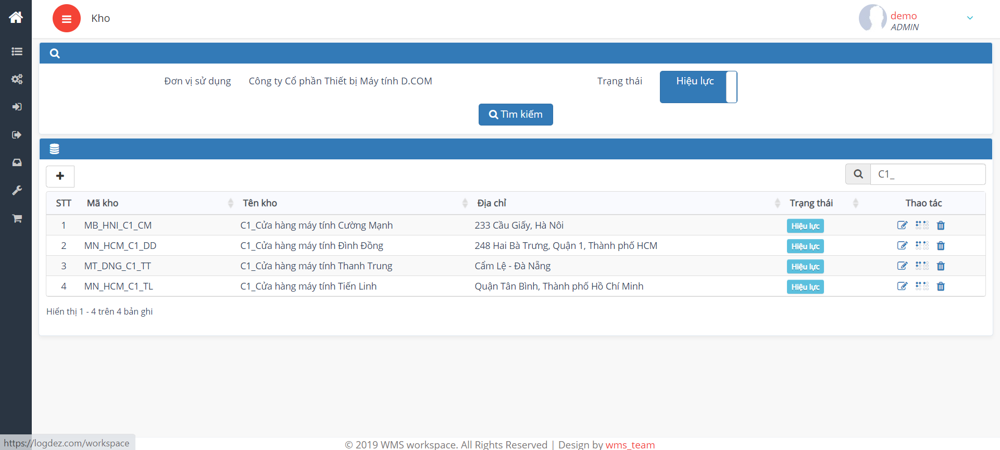 Kho
demo
ADMIN
Đơn vị sử dụng Công ty Cổ phần Thiết bị Máy tính D.COM Trạng thái Hiệu lực
Tìm kiếm
C1_
STT Mã kho Tên kho Địa chỉ Trạng thái Thao tác
1 MB_HNI_C1_CM C1_Cửa hàng máy tính Cường Mạnh 233 Cầu Giấy, Hà Nôi Hiệu lực
2 MN_HCM_C1_DD C1_Cửa hàng máy tính Đình Đồng 248 Hai Bà Trưng, Quận 1, Thành phố HCM Hiệu lực
3 MT_DNG_C1_TT C1_Cửa hàng máy tính Thanh Trung Cẩm Lệ - Đà Nẵng Hiệu lực
4 MN_HCM_C1_TL C1_Cửa hàng máy tính Tiến Linh Quận Tân Bình, Thành phố Hồ Chí Minh Hiệu lực
Hiển thị 1 - 4 trên 4 bản ghi
https://logdez.com/workspace
© 2019 WMS workspace. All Rights Reserved | Design by wms_team